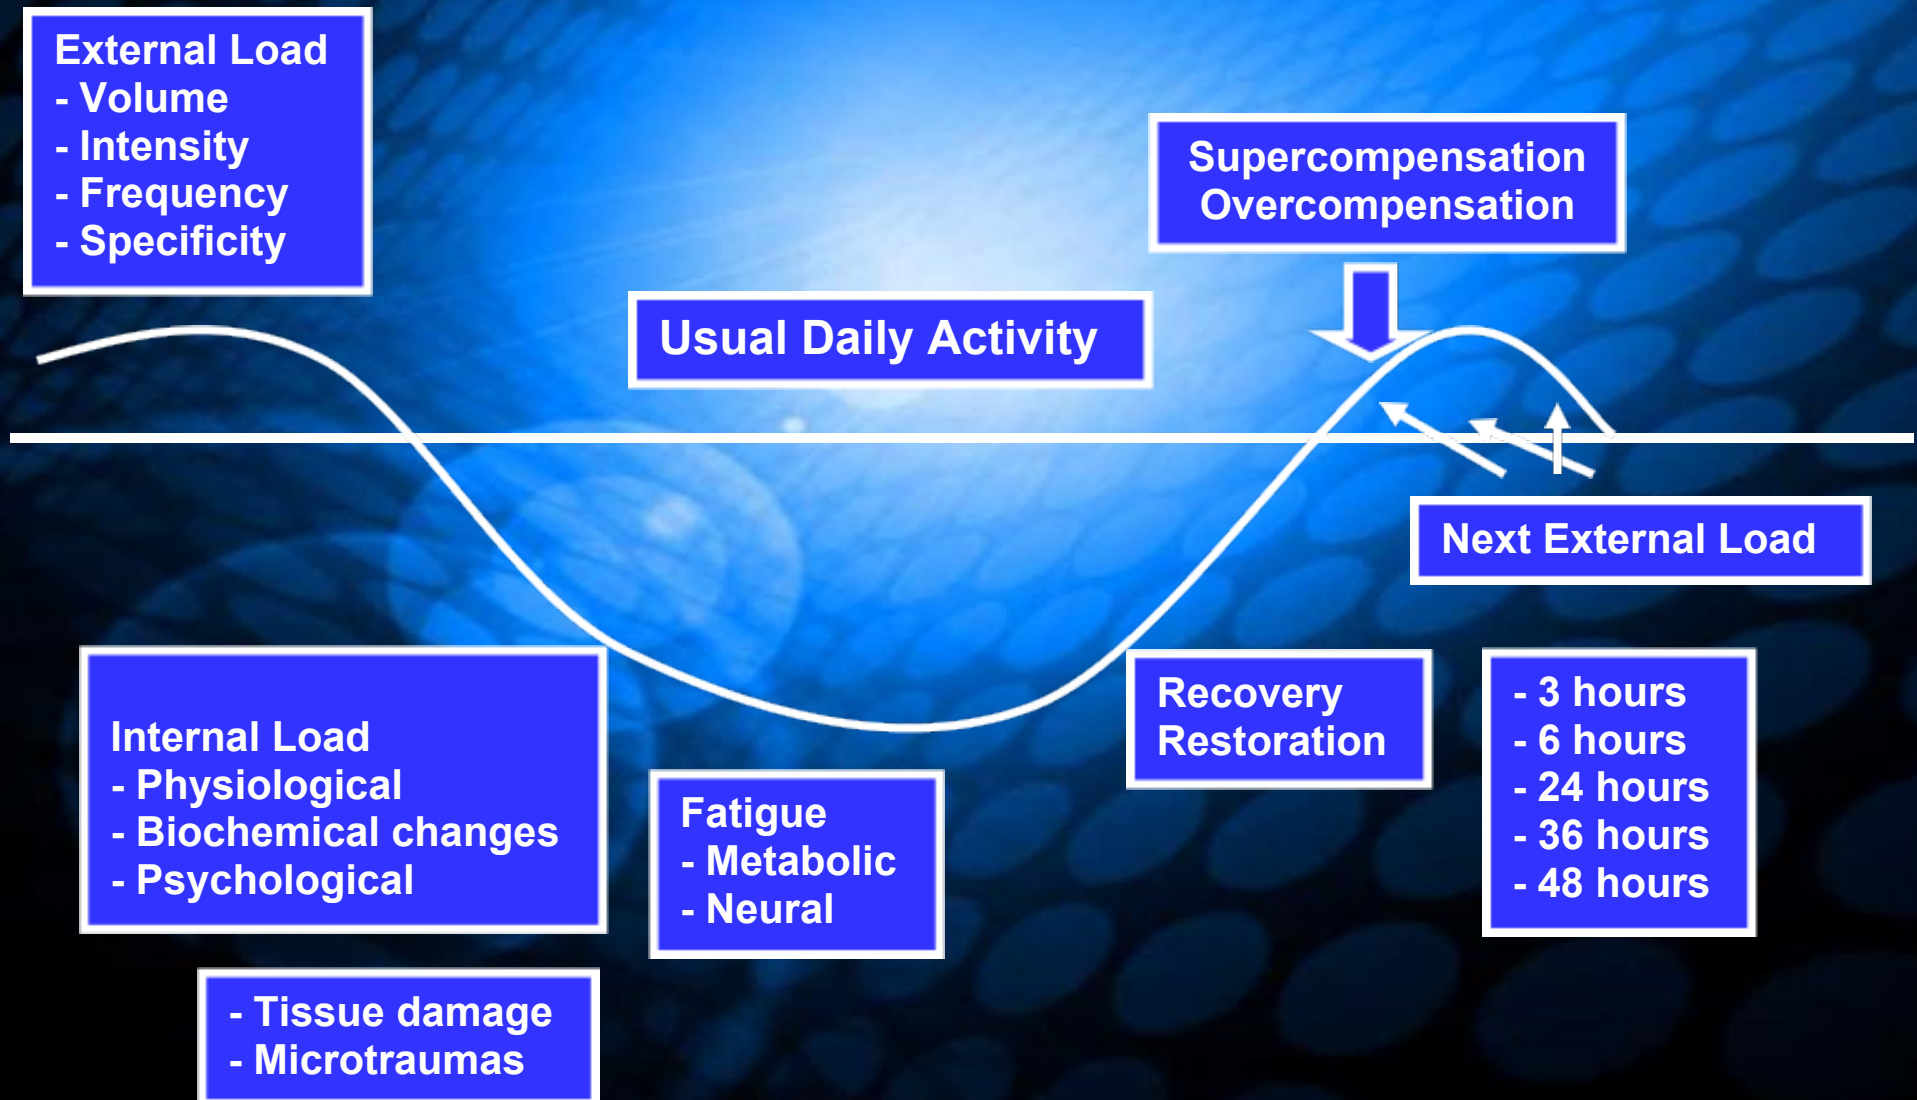 External Load
- Volume
- Intensity
- Frequency
- Specificity
Supercompensation
Overcompensation
Usual Daily Activity
Next External Load
Internal Load
- Physiological
- Biochemical changes
- Psychological
- Tissue damage
- Microtraumas
Fatigue
- Metabolic
- Neural
Recovery
Restoration
- 3 hours
- 6 hours
- 24 hours
- 36 hours
- 48 hours